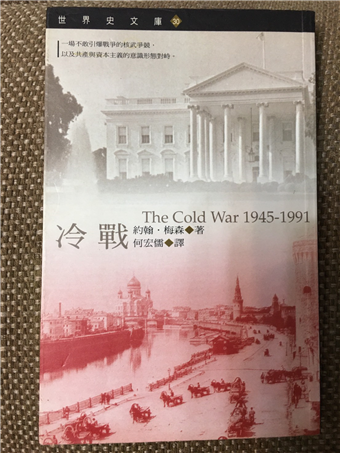 世界史文庫 30
一場不敢引爆戰爭的核武爭競，
以及共產與資本主義的意識形態對峙。
The Cold War 1945-1991
冷戰 約翰·梅森◆著
何宏儒◆譯